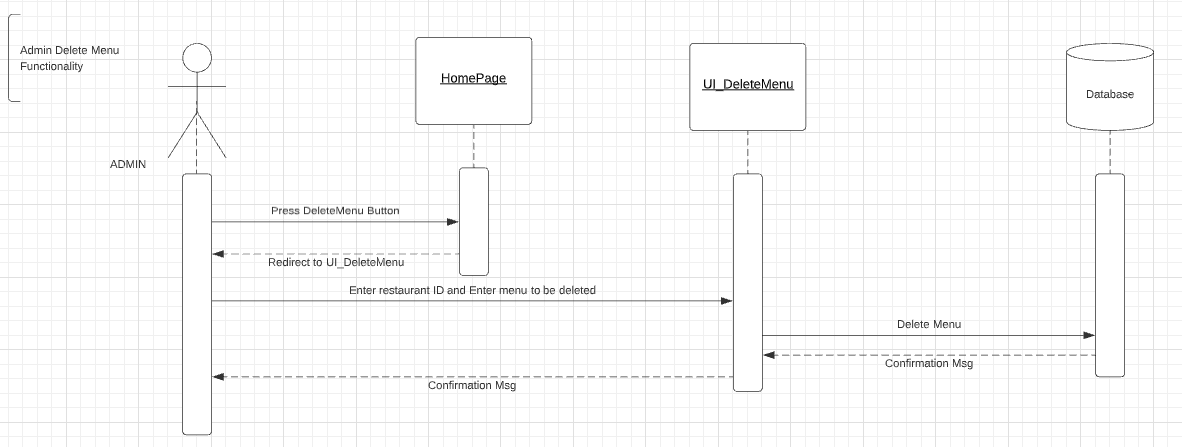 Admin Delete Menu
Functionality
HomePage
UI_DeleteMenu
Database
ADMIN
Press DeleteMenu Button
Redirect to UI_DeleteMenu
Enter restaurant ID and Enter menu to be deleted
Delete Menu
Confirmation Msg
Confirmation Msg